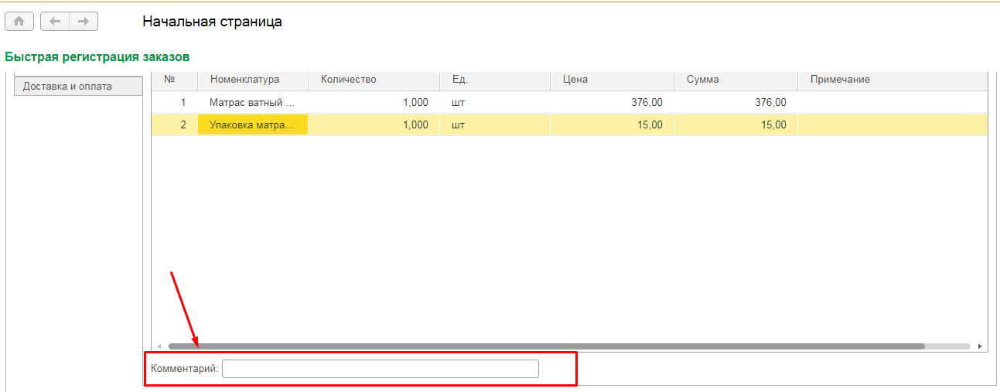 Начальная страница
Быстрая регистрация заказов
Доставка и оплата
№ Номенклатура Количество Ед. Цена Сумма Примечание
1 Матрас ватный ... 1,000 шт 376,00 376,00
2 Упаковка матра... 1,000 шт 15,00 15,00
Комментарий: